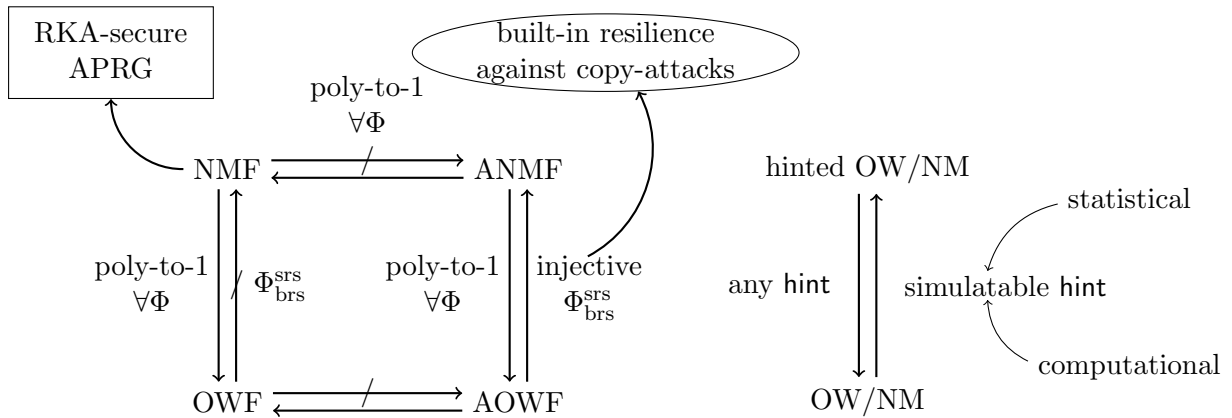 RKA-secure
APRG
built-in resilience
against copy-attacks
poly-to-1
∀Φ
NMF
ANMF
hinted OW/NM
statistical
poly-to-1
∀Φ
Φ^srs_brs
poly-to-1
∀Φ
injective
Φ^srs_brs
any hint
simulatable hint
computational
OWF
AOWF
OW/NM